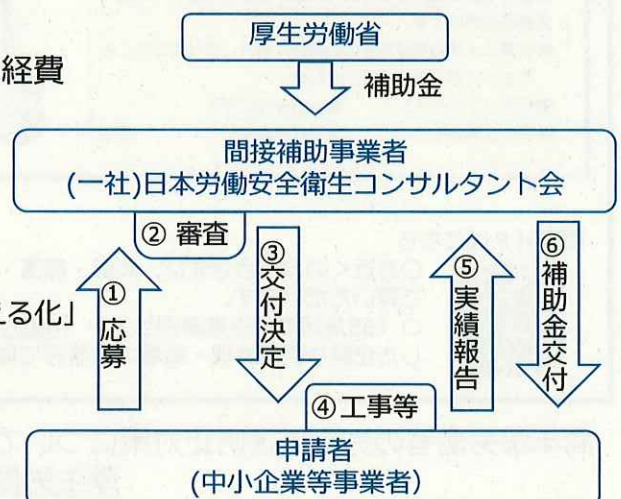 厚生労働省
経費
補助金
間接補助事業者
(一社)日本労働安全衛生コンサルタント会
② 審査
①応募
③交付決定
⑤実績報告
⑥補助金交付
える化」
④工事等
申請者
(中小企業等事業者)